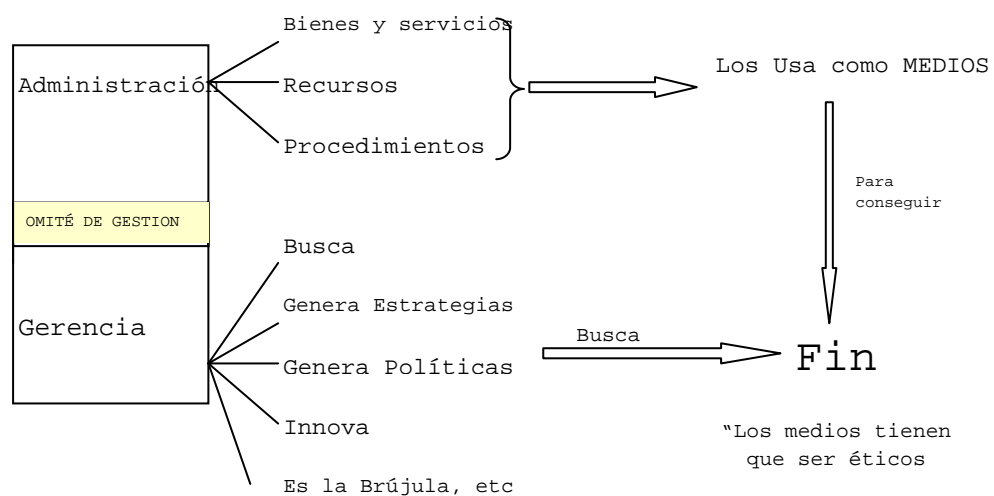 Bienes y servicios
Administración
Recursos
Procedimientos
Los Usa como MEDIOS
Para
conseguir
OMITÉ DE GESTION
Gerencia
Busca
Genera Estrategias
Genera Políticas
Innova
Es la Brújula, etc
Busca
Fin
“Los medios tienen
que ser éticos